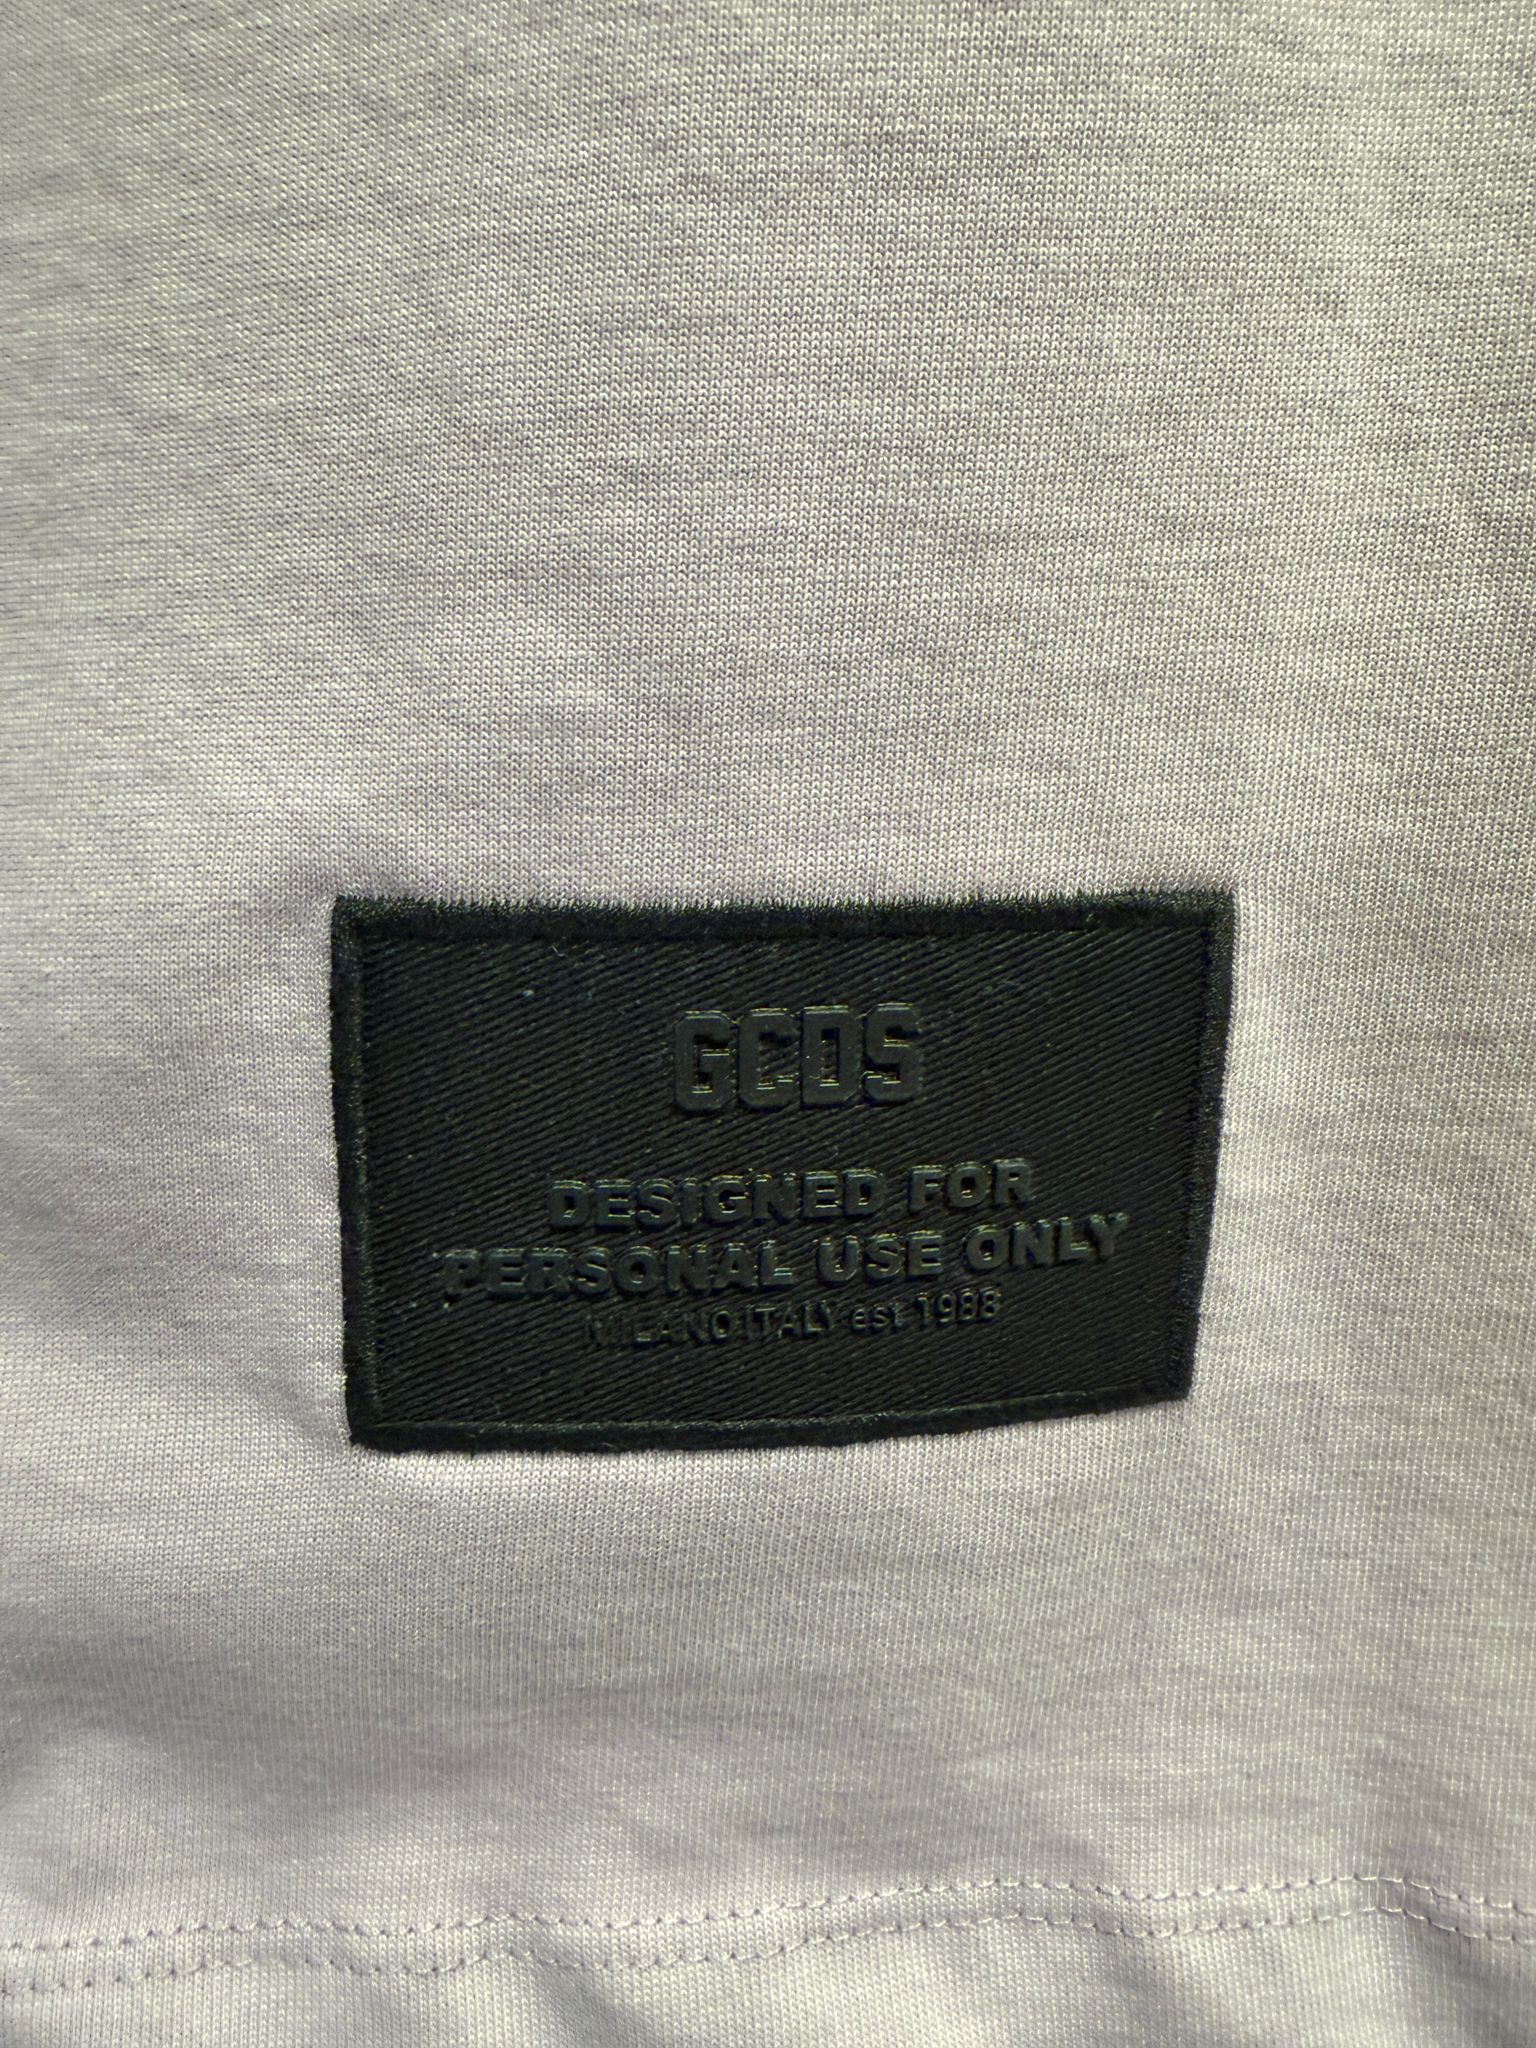 GCDS
DESIGNED FOR
PERSONAL USE ONLY
MILANO ITALY est 1988